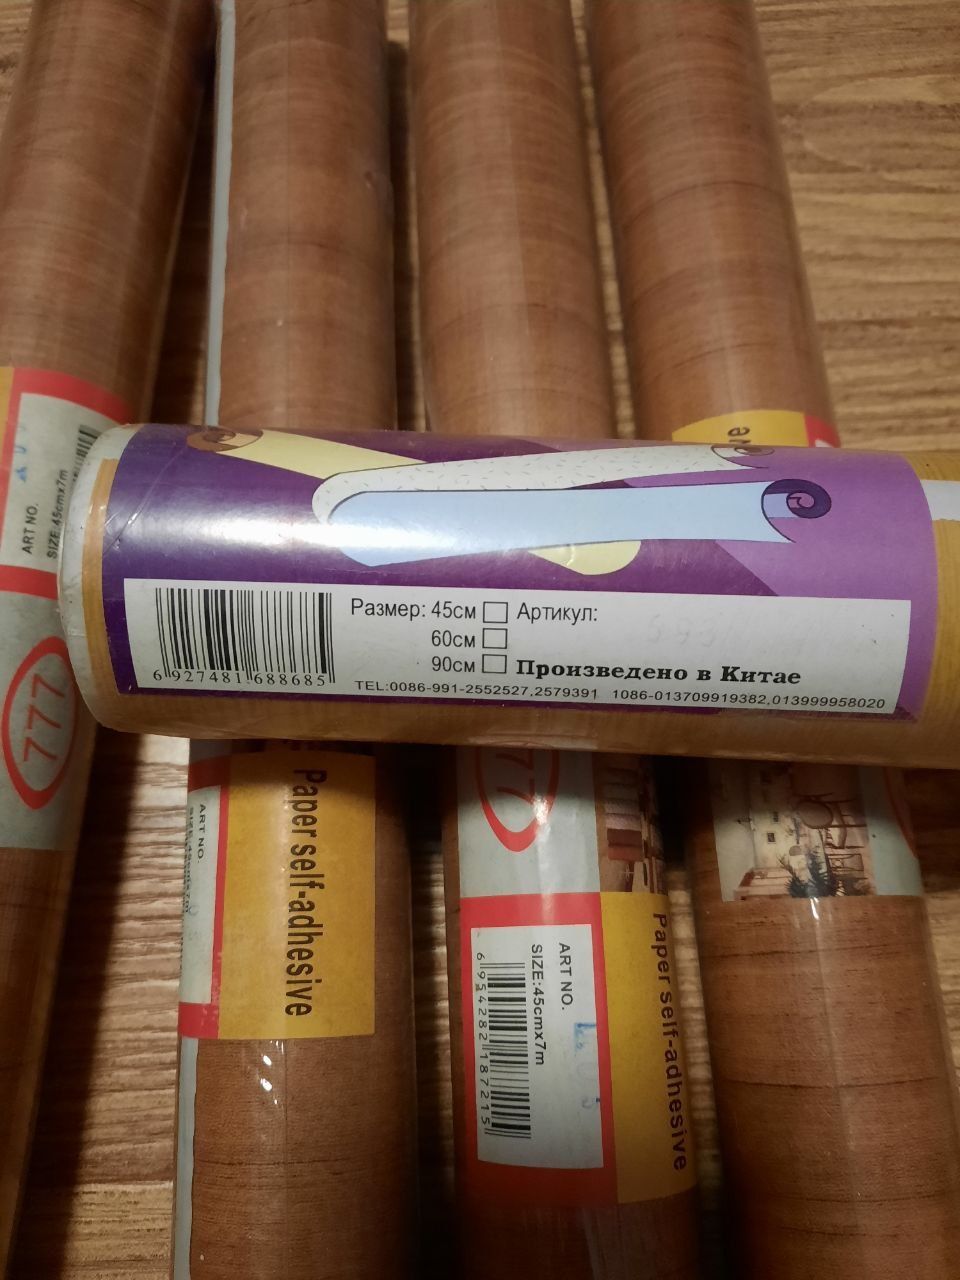 ART NO.
SIZE:45cmx7m
777
Размер: 45см
Артикул:
60см
90см
Произведено в Китае
6 927481 688685
TEL:0086-991-2552527,2579391 1086-013709919382,013999958020
Paper self-adhesive
ART NO.
77
Paper self-adhesive
ART NO.
SIZE:45cmx7m
6 954282 187215